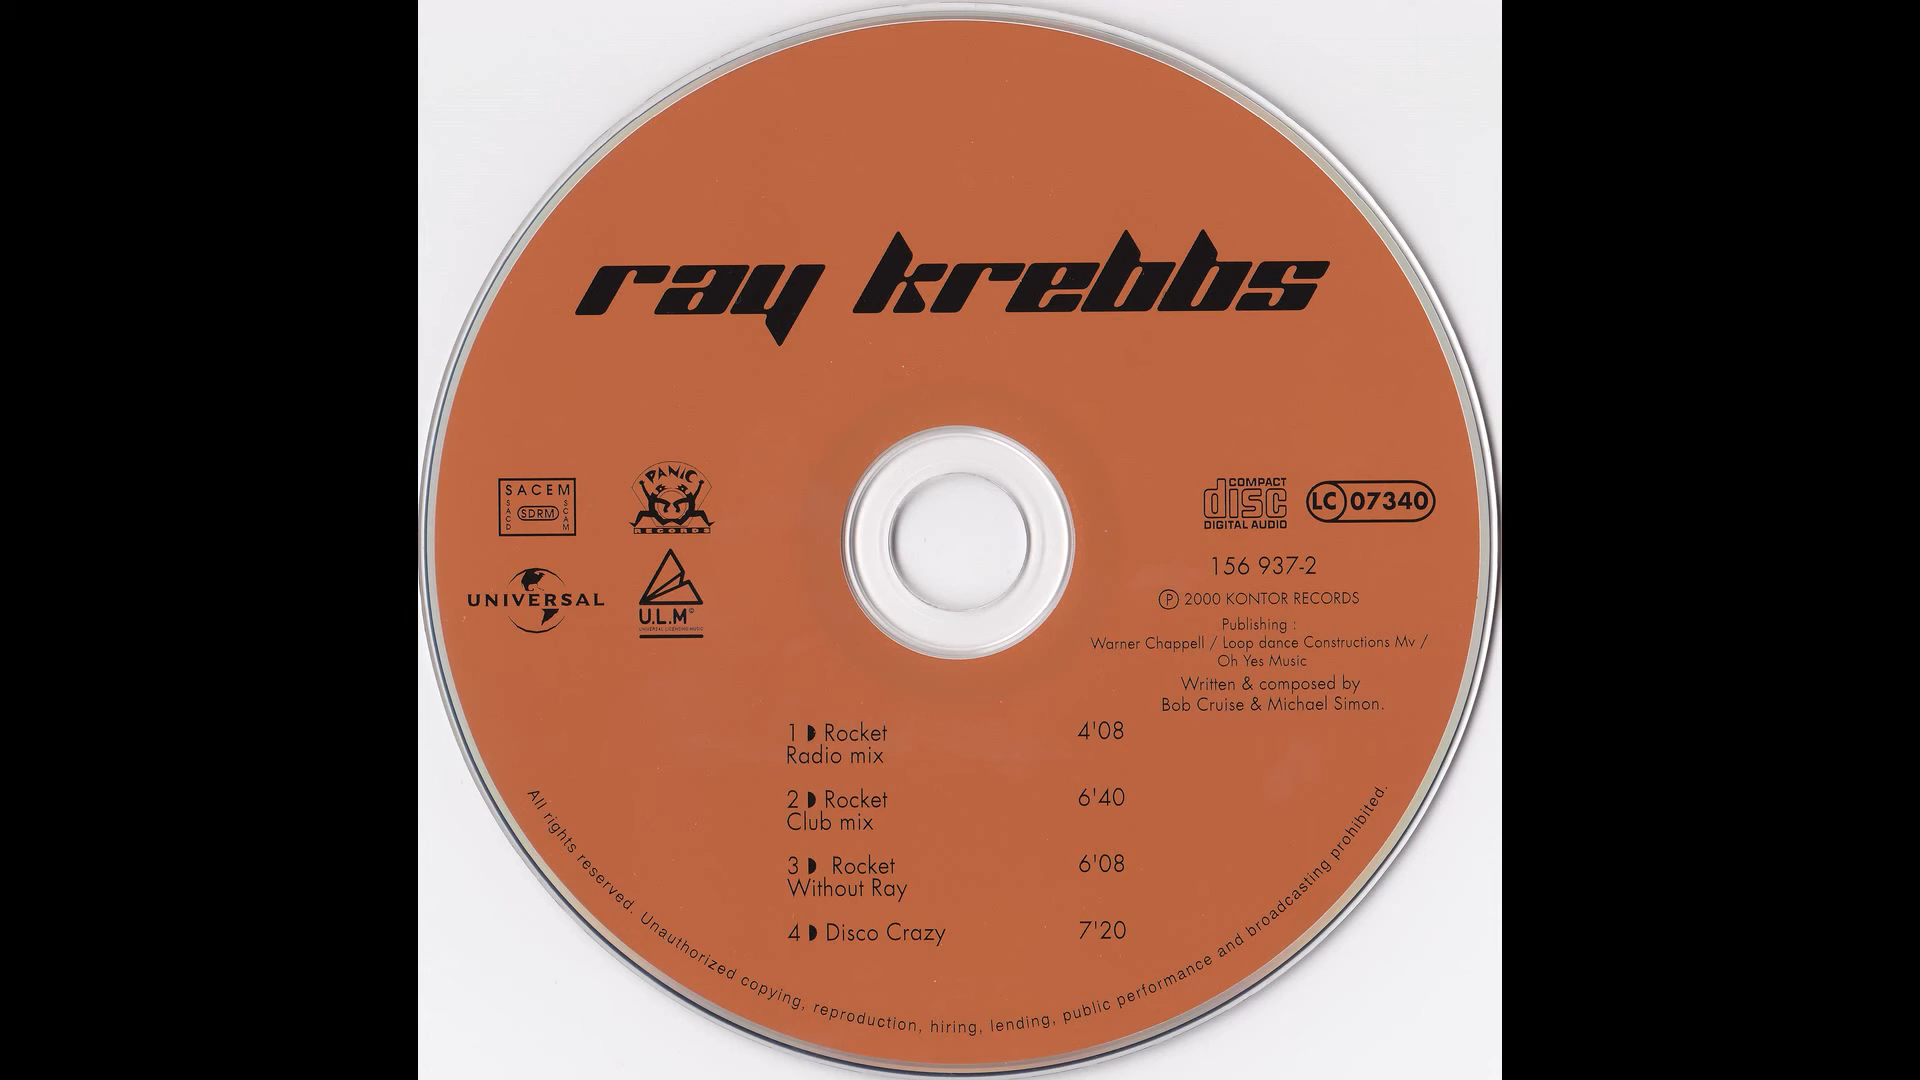 ray krebbs
SACEM
SACD
SDRM
SCAM
PANIC
RECORDS
UNIVERSAL
U.L.M©
UNIVERSAL LICENSING MUSIC
COMPACT
disc
DIGITAL AUDIO
LC 07340
156 937-2
℗ 2000 KONTOR RECORDS
Publishing :
Warner Chappell / Loop dance Constructions Mv /
Oh Yes Music
Written & composed by
Bob Cruise & Michael Simon.
1 Rocket 4'08
Radio mix
2 Rocket 6'40
Club mix
3 Rocket 6'08
Without Ray
4 Disco Crazy 7'20
All rights reserved. Unauthorized copying, reproduction, hiring, lending, public performance and broadcasting prohibited.